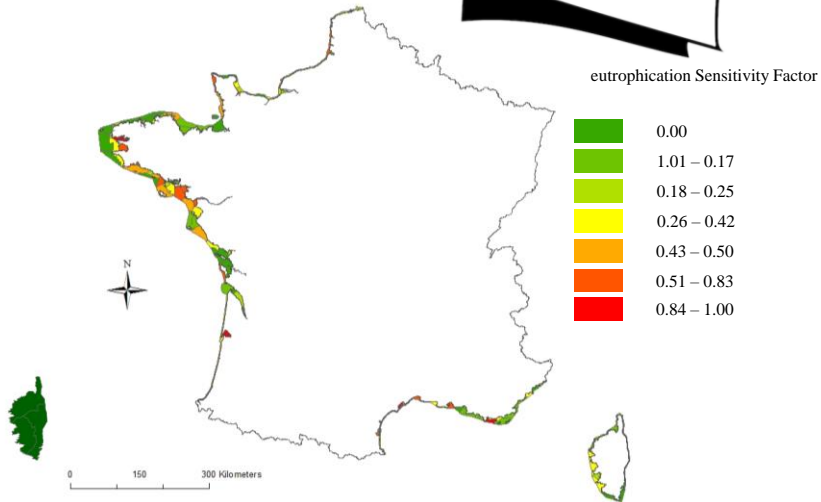 eutrophication Sensitivity Factor
0.00
1.01 – 0.17
0.18 – 0.25
0.26 – 0.42
0.43 – 0.50
0.51 – 0.83
0.84 – 1.00
N
0 150 300 Kilometers